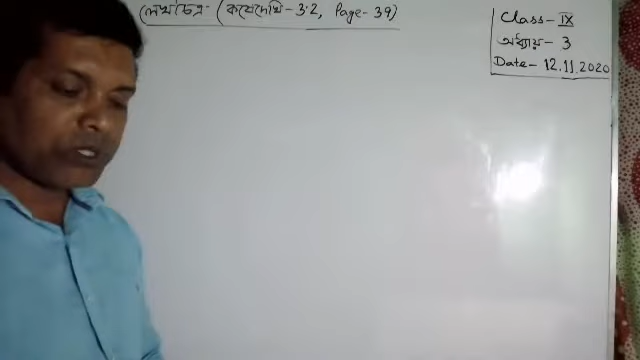 লেখচিত্র (কষেদেখি - 3.2, Page - 39)
Class - IX
অধ্যায় - 3
Date - 12.11.2020